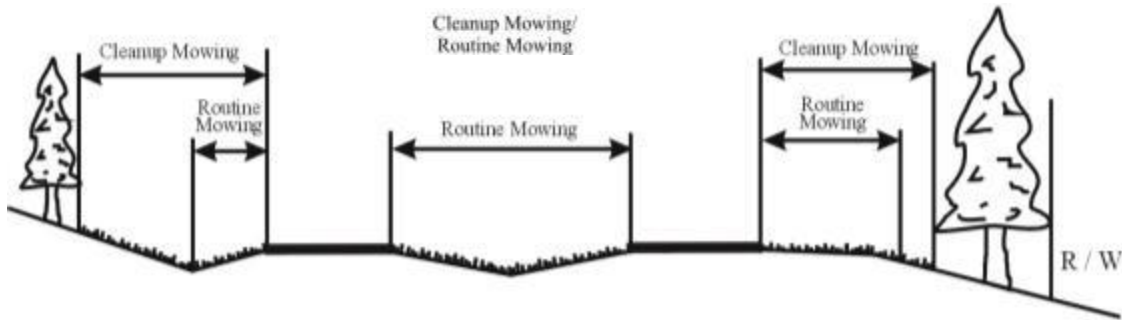 Cleanup Mowing/
Routine Mowing
Cleanup Mowing
Cleanup Mowing
Routine
Mowing
Routine Mowing
Routine
Mowing
R / W